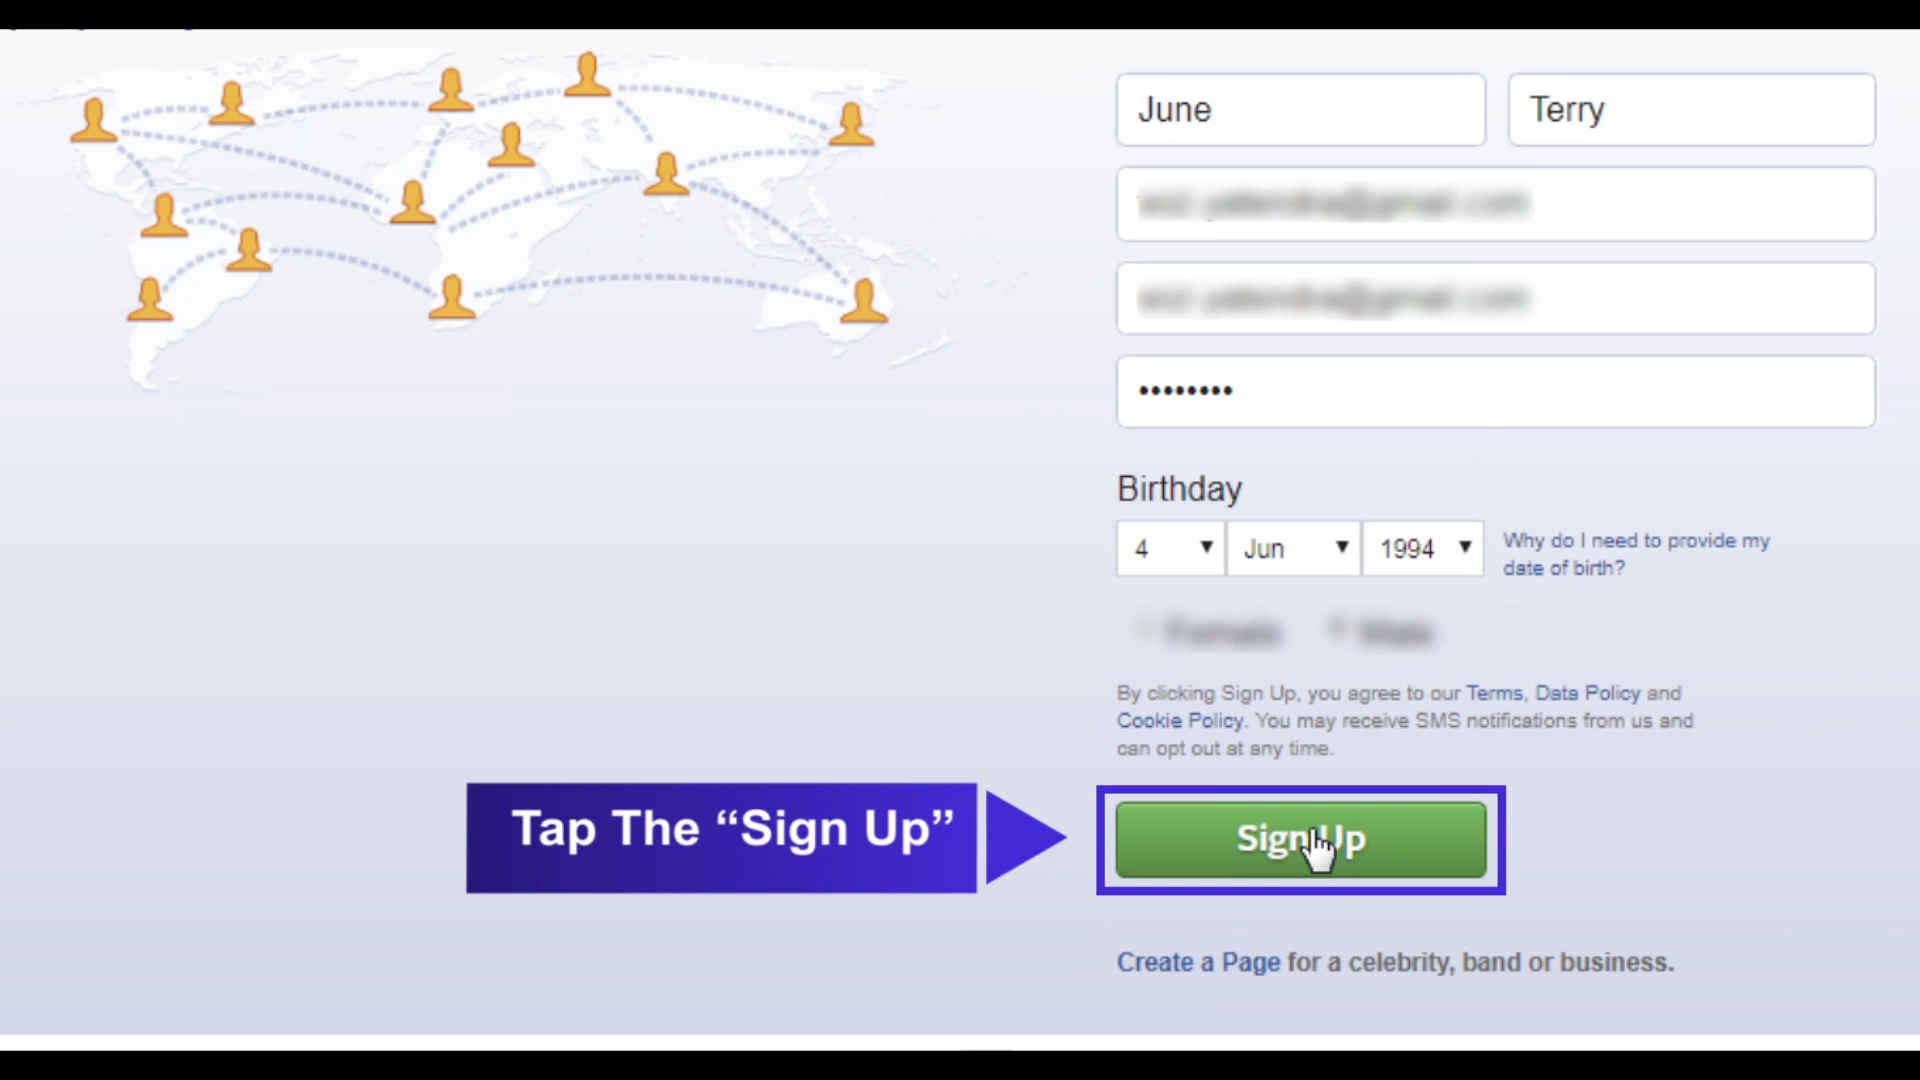 June
Terry
Birthday
4
Jun
1994
Why do I need to provide my
date of birth?
By clicking Sign Up, you agree to our Terms, Data Policy and
Cookie Policy. You may receive SMS notifications from us and
can opt out at any time.
Tap The “Sign Up”
Sign Up
Create a Page for a celebrity, band or business.